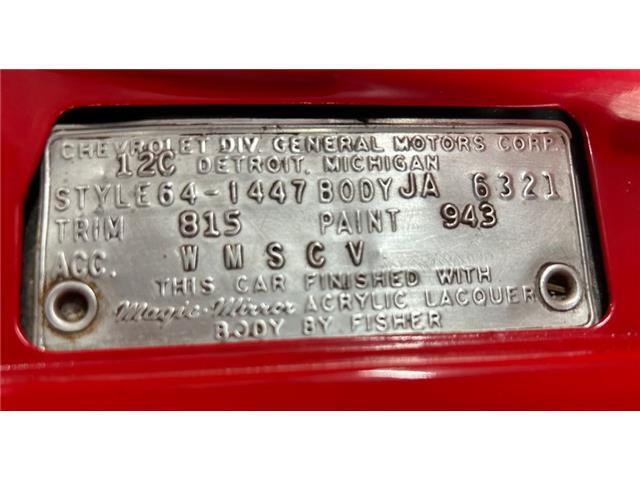 CHEVROLET DIV. GENERAL MOTORS CORP.
12C DETROIT, MICHIGAN
STYLE 64-1447 BODY JA 6321
TRIM 815 PAINT 943
ACC. W M S C V
THIS CAR FINISHED WITH
Magic-Mirror ACRYLIC LACQUER
BODY BY FISHER